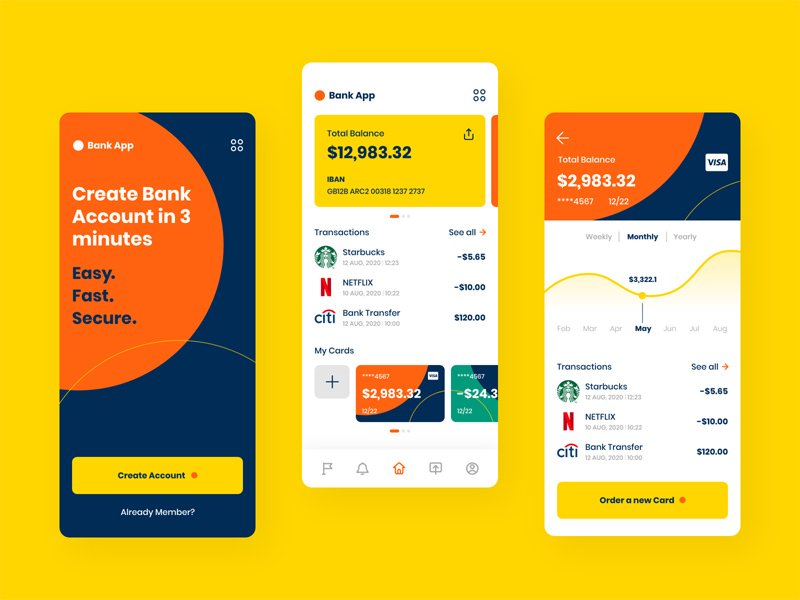 Bank App
Create Bank
Account in 3
minutes
Easy.
Fast.
Secure.
Create Account
Already Member?
Bank App
Total Balance
$12,983.32
IBAN
GB12B ARC2 00318 1237 2737
Transactions
See all
Starbucks
12 AUG, 2020 | 12:23
-$5.65
NETFLIX
10 AUG, 2020 | 10:22
-$10.00
citi
Bank Transfer
12 AUG, 2020 | 10:00
$120.00
My Cards
****4567
VISA
$2,983.32
12/22
****4567
-$24.3
12/22
Total Balance
VISA
$2,983.32
****4567 12/22
Weekly | Monthly | Yearly
$3,322.1
Feb Mar Apr May Jun Jul Aug
Transactions
See all
Starbucks
12 AUG, 2020 | 12:23
-$5.65
NETFLIX
10 AUG, 2020 | 10:22
-$10.00
citi
Bank Transfer
12 AUG, 2020 | 10:00
$120.00
Order a new Card